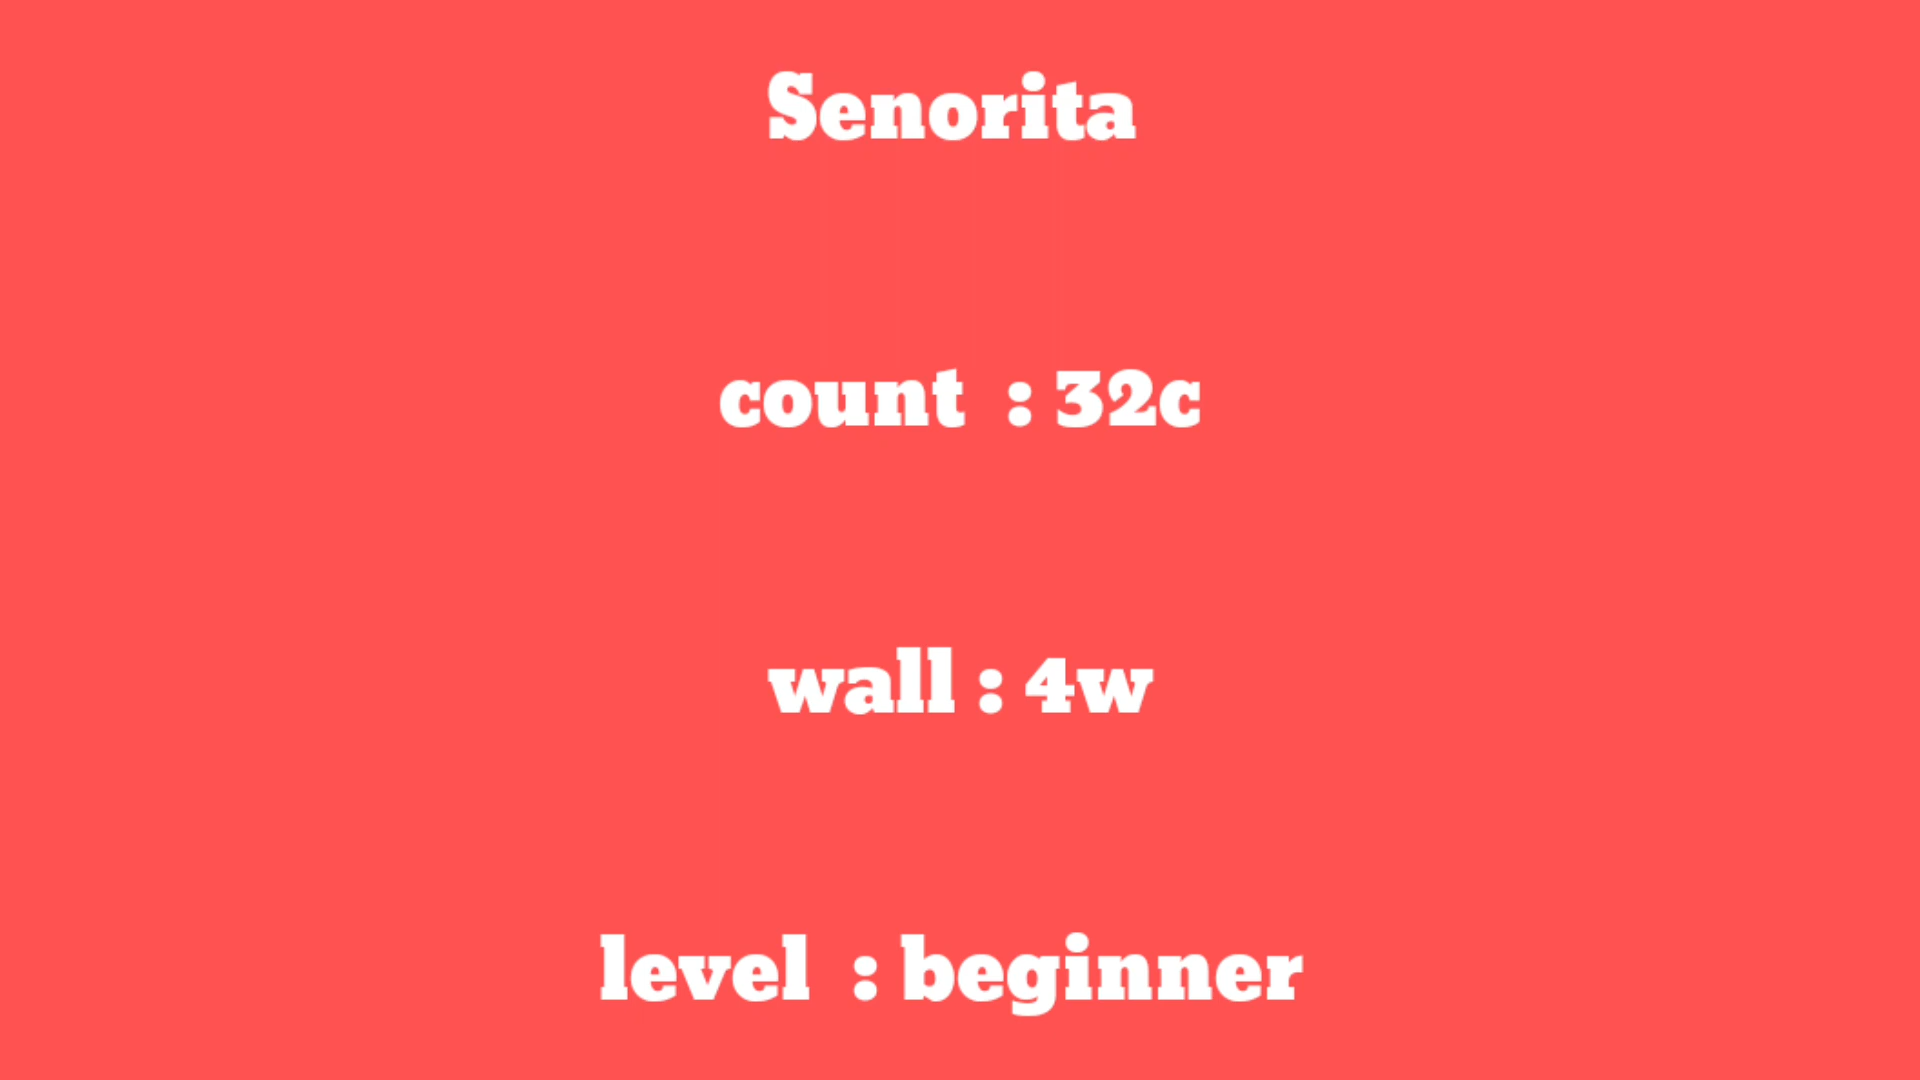 Senorita
count : 32c
wall : 4w
level : beginner